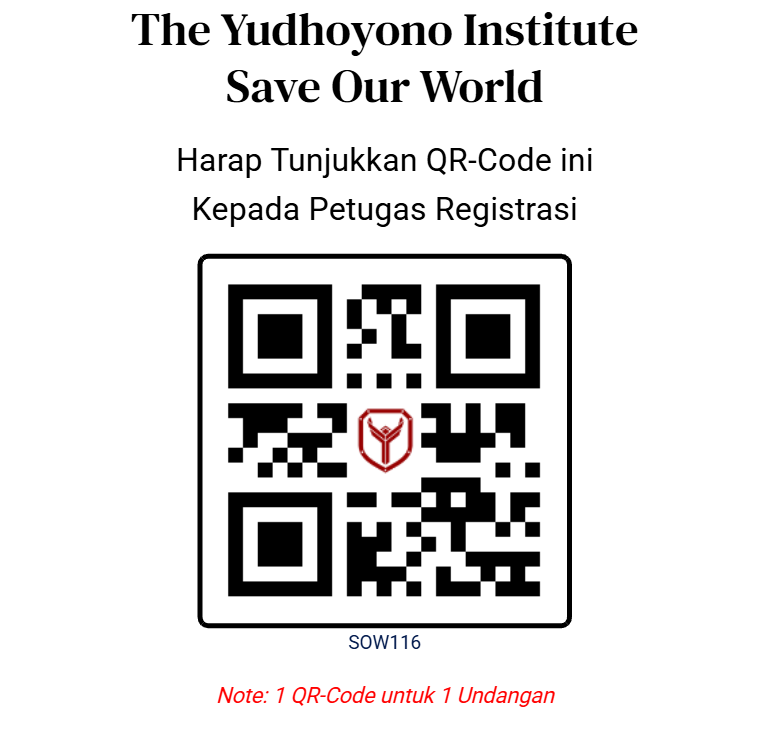 The Yudhoyono Institute
Save Our World
Harap Tunjukkan QR-Code ini
Kepada Petugas Registrasi
SOW116
Note: 1 QR-Code untuk 1 Undangan